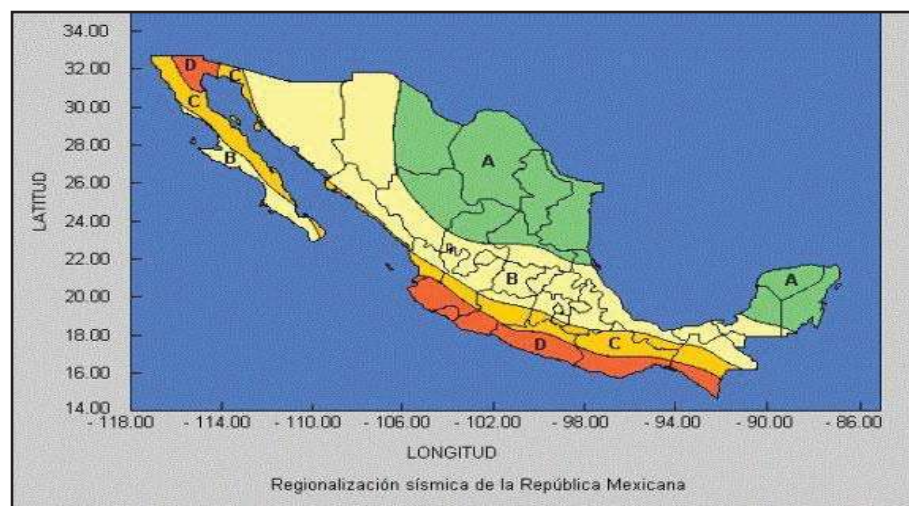 34.00
32.00
30.00
28.00
26.00
24.00
22.00
20.00
18.00
16.00
14.00
LATITUD
D
C
C
B
A
B
A
C
D
- 118.00 - 114.00 - 110.00 - 106.00 - 102.00 - 98.00 - 94.00 - 90.00 - 86.00
LONGITUD
Regionalización sísmica de la República Mexicana